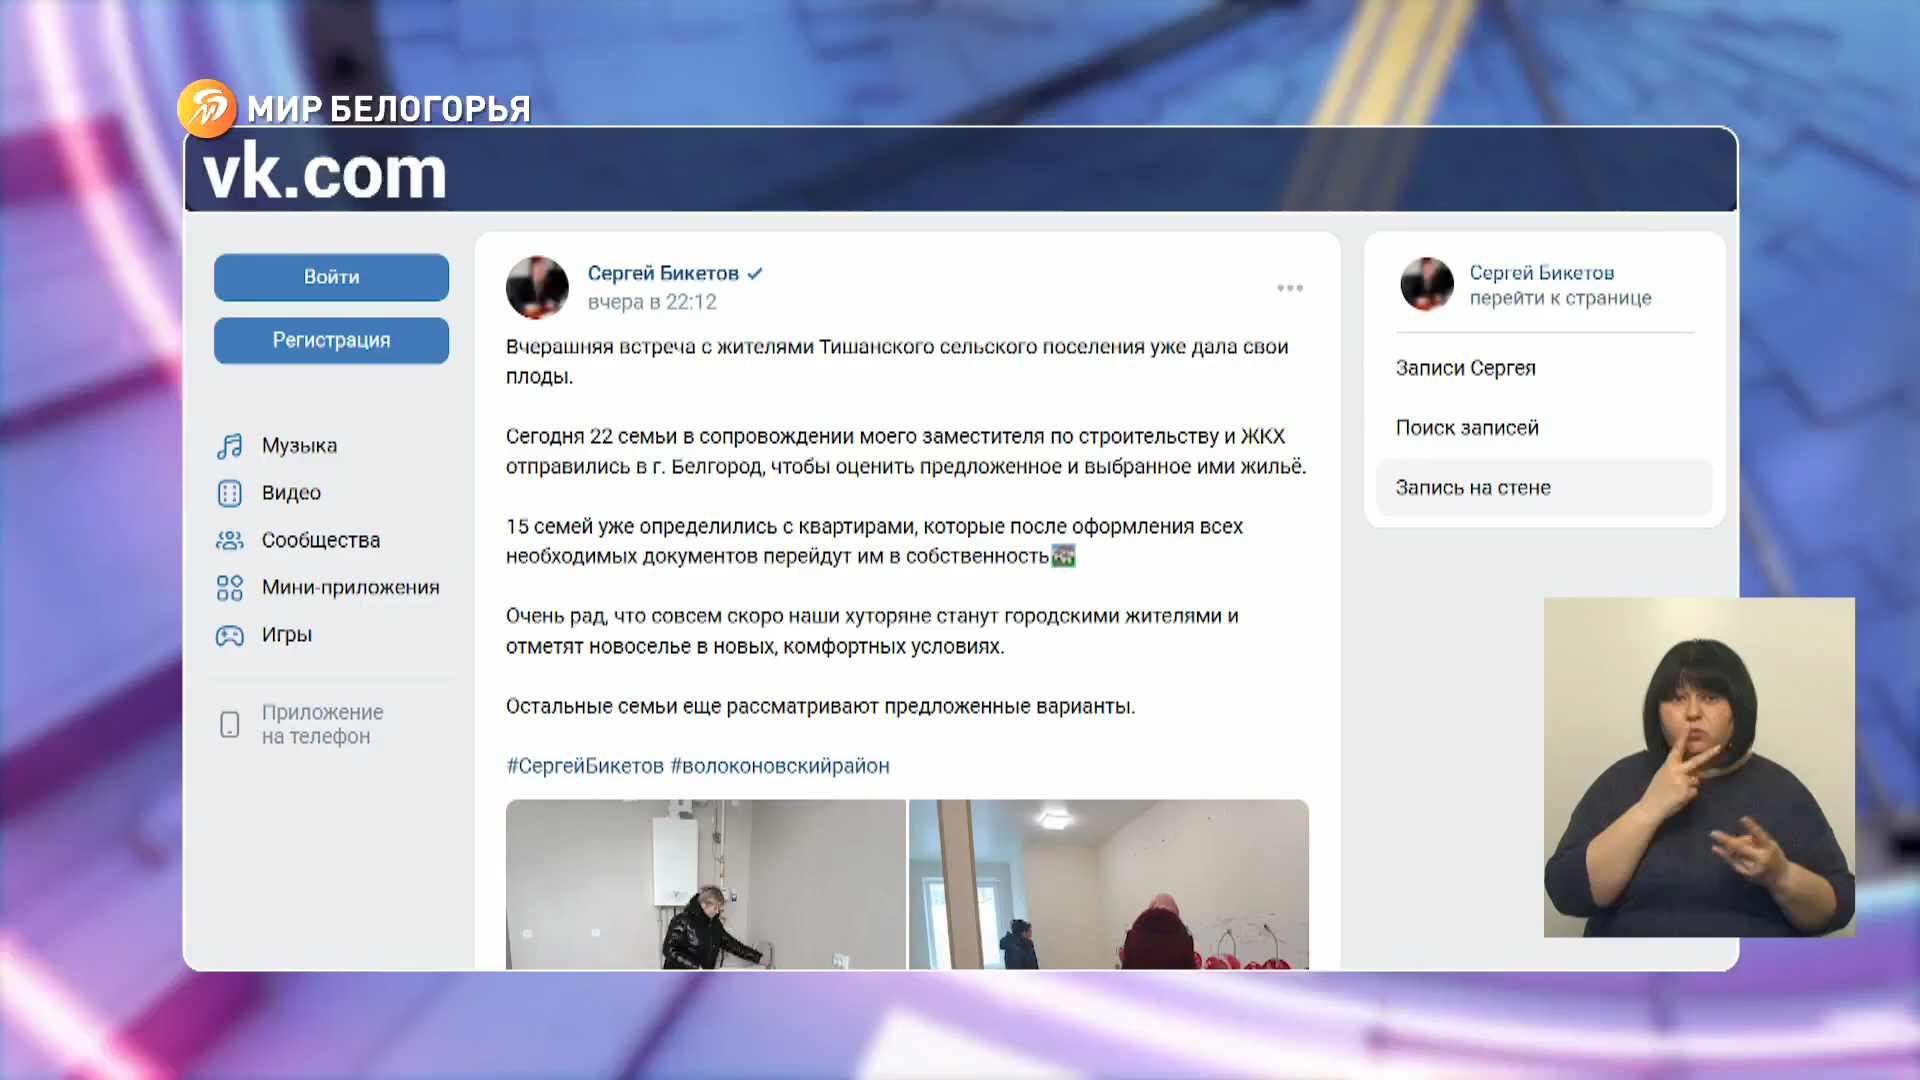 МИР БЕЛОГОРЬЯ
vk.com
Войти
Регистрация
Музыка
Видео
Сообщества
Мини-приложения
Игры
Приложение
на телефон
Сергей Бикетов
вчера в 22:12
Вчерашняя встреча с жителями Тишанского сельского поселения уже дала свои
плоды.
Сегодня 22 семьи в сопровождении моего заместителя по строительству и ЖКХ
отправились в г. Белгород, чтобы оценить предложенное и выбранное ими жильё.
15 семей уже определились с квартирами, которые после оформления всех
необходимых документов перейдут им в собственность
Очень рад, что совсем скоро наши хуторяне станут городскими жителями и
отметят новоселье в новых, комфортных условиях.
Остальные семьи еще рассматривают предложенные варианты.
#СергейБикетов #волоконовскийрайон
Сергей Бикетов
перейти к странице
Записи Сергея
Поиск записей
Запись на стене